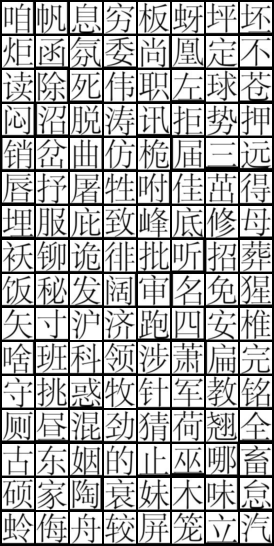 咱帆息穷板蚜坪坯
炬函氛委尚凰定不
读除死伟职左球苍
闷沼脱涛讯拒势押
销岔曲仿桅届三远
唇抒屠牲咐佳茁得
埋服庇致峰底修母
袄铆诡徘批听招葬
饭秘发阔审名免猩
矢寸沪济跑四安椎
啥班科领涉萧扁完
守挑惑牧针军教铭
厕昼混劲猜荷翘全
古东姻的止巫哪畜
硕家陶衰妹木味怠
蛉侮舟较屏笼立汽